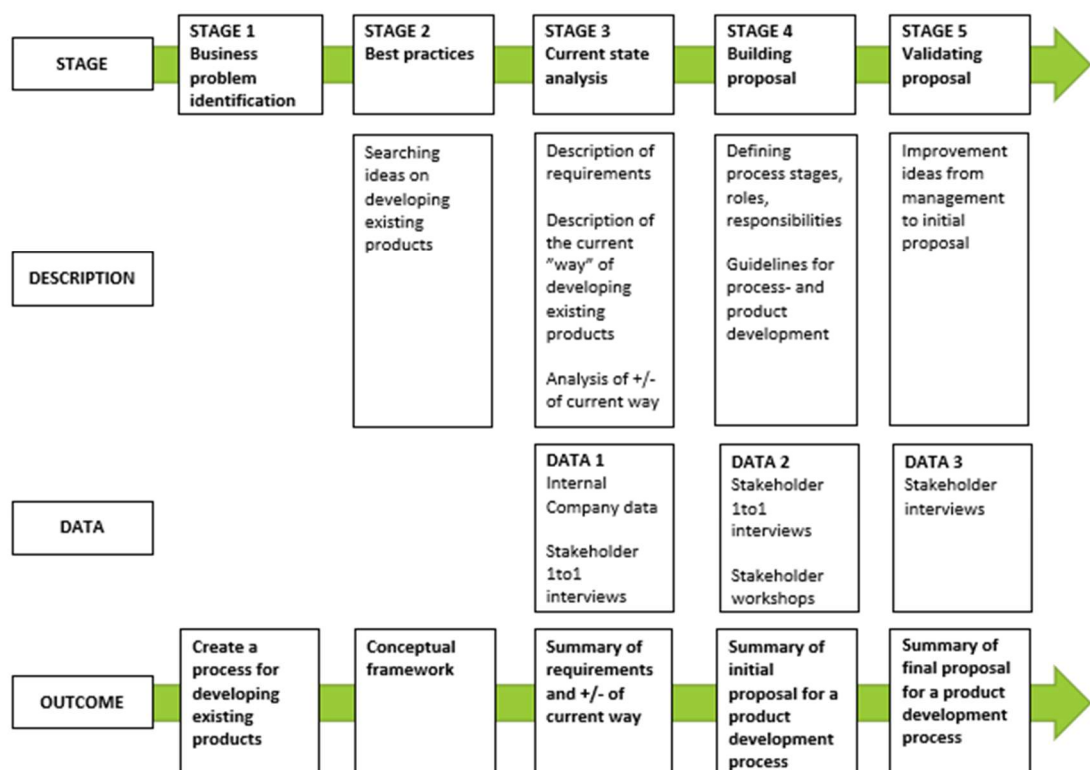 STAGE
STAGE 1
Business
problem
identification
STAGE 2
Best practices
STAGE 3
Current state
analysis
STAGE 4
Building
proposal
STAGE 5
Validating
proposal
DESCRIPTION
Searching
ideas on
developing
existing
products
Description of
requirements
Description of
the current
"way" of
developing
existing
products
Analysis of +/-
of current way
Defining
process stages,
roles,
responsibilities
Guidelines for
process- and
product
development
Improvement
ideas from
management
to initial
proposal
DATA
DATA 1
Internal
Company data
Stakeholder
1to1
interviews
DATA 2
Stakeholder
1to1
interviews
Stakeholder
workshops
DATA 3
Stakeholder
interviews
OUTCOME
Create a
process for
developing
existing
products
Conceptual
framework
Summary of
requirements
and +/- of
current way
Summary of
initial
proposal for a
product
development
process
Summary of
final proposal
for a product
development
process